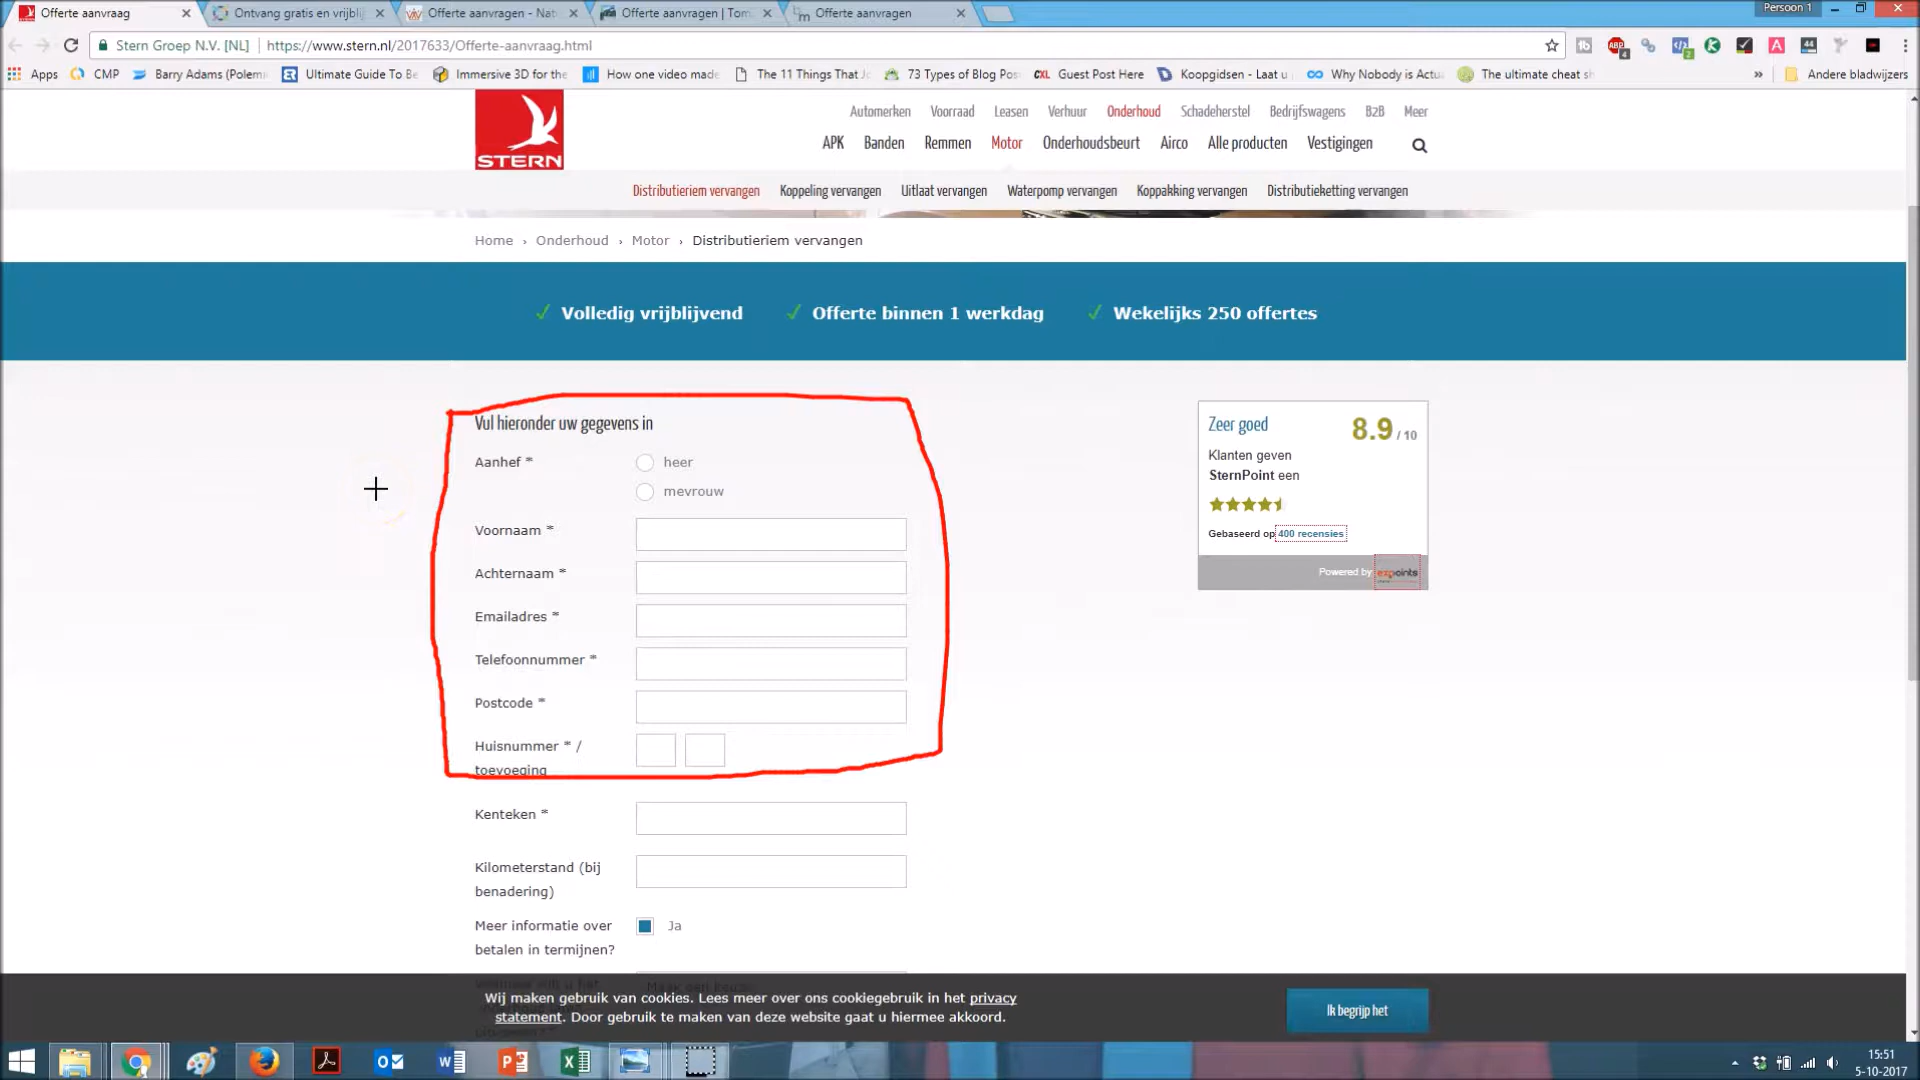 Offerte aanvraag
Ontvang gratis en vrijbli
Offerte aanvragen - Nat
Offerte aanvragen | Tom
Offerte aanvragen
Persoon 1
Stern Groep N.V. [NL]
https://www.stern.nl/2017633/Offerte-aanvraag.html
Apps
CMP
Barry Adams (Polem
Ultimate Guide To Be
Immersive 3D for the
How one video made
The 11 Things That
73 Types of Blog Pos
CXL Guest Post Here
Koopgidsen - Laat u
Why Nobody is Actu
The ultimate cheat s
»
Andere bladwijzers
STERN
Automerken Voorraad Leasen Verhuur Onderhoud Schadeherstel Bedrijfswagens B2B Meer
APK Banden Remmen Motor Onderhoudsbeurt Airco Alle producten Vestigingen
Distributieriem vervangen Koppeling vervangen Uitlaat vervangen Waterpomp vervangen Koppakking vervangen Distributieketting vervangen
Home › Onderhoud › Motor › Distributieriem vervangen
✓ Volledig vrijblijvend ✓ Offerte binnen 1 werkdag ✓ Wekelijks 250 offertes
Vul hieronder uw gegevens in
Aanhef *
heer
mevrouw
Voornaam *
Achternaam *
Emailadres *
Telefoonnummer *
Postcode *
Huisnummer * /
toevoeging
Kenteken *
Kilometerstand (bij
benadering)
Meer informatie over
betalen in termijnen?
Ja
Zeer goed
8.9 / 10
Klanten geven
SternPoint een
Gebaseerd op 400 recensies
Powered by expoints
Wij maken gebruik van cookies. Lees meer over ons cookiegebruik in het privacy
statement. Door gebruik te maken van deze website gaat u hiermee akkoord.
Ik begrijp het
15:51
5-10-2017